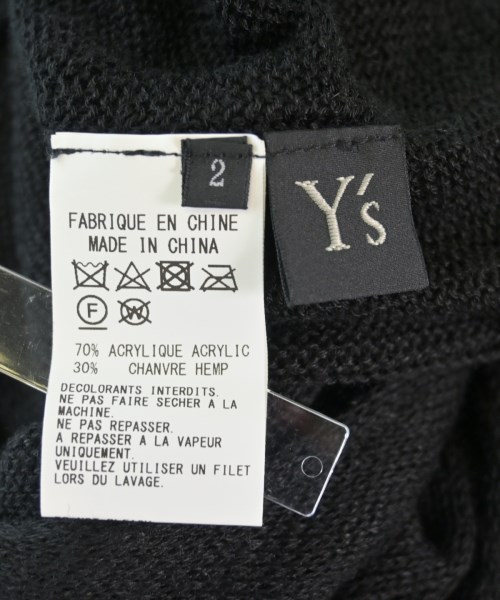 2
Y's
FABRIQUE EN CHINE
MADE IN CHINA
F
W
70% ACRYLIQUE ACRYLIC
30% CHANVRE HEMP
DECOLORANTS INTERDITS.
NE PAS FAIRE SECHER A LA
MACHINE.
NE PAS REPASSER.
A REPASSER A LA VAPEUR
UNIQUEMENT.
VEUILLEZ UTILISER UN FILET
LORS DU LAVAGE.